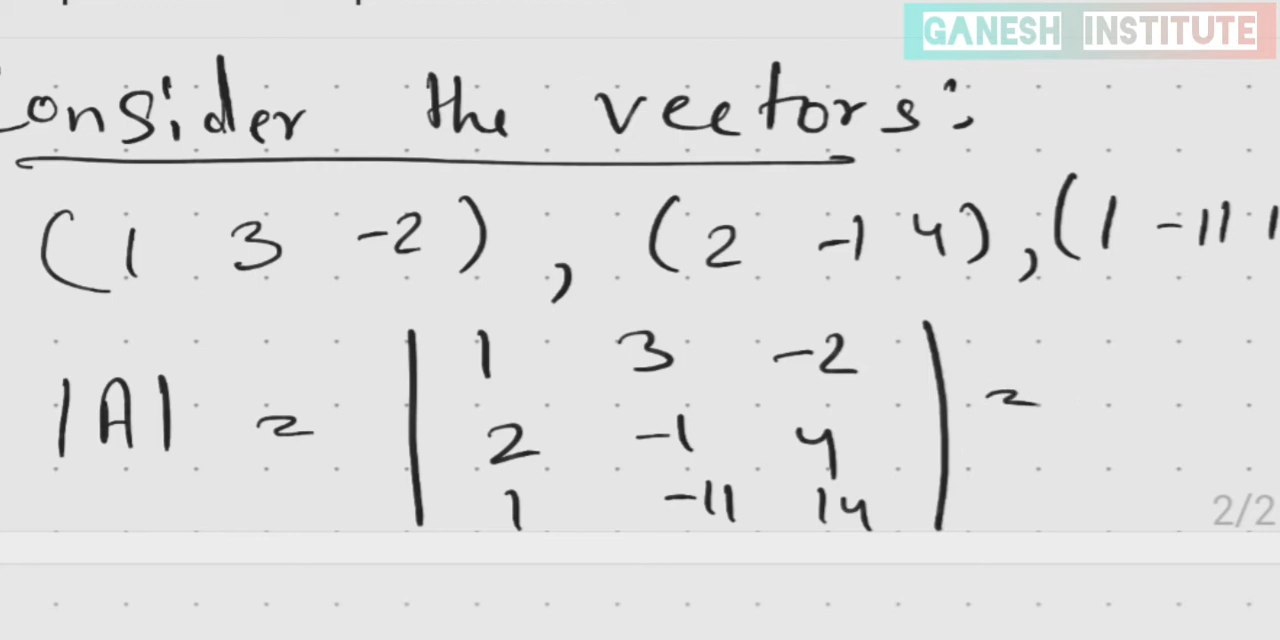 GANESH INSTITUTE
Consider the vectors:
(1 3 -2), (2 -1 4), (1 -11 1
|A| = | 1 3 -2 | =
2 -1 4
1 -11 14
2/2